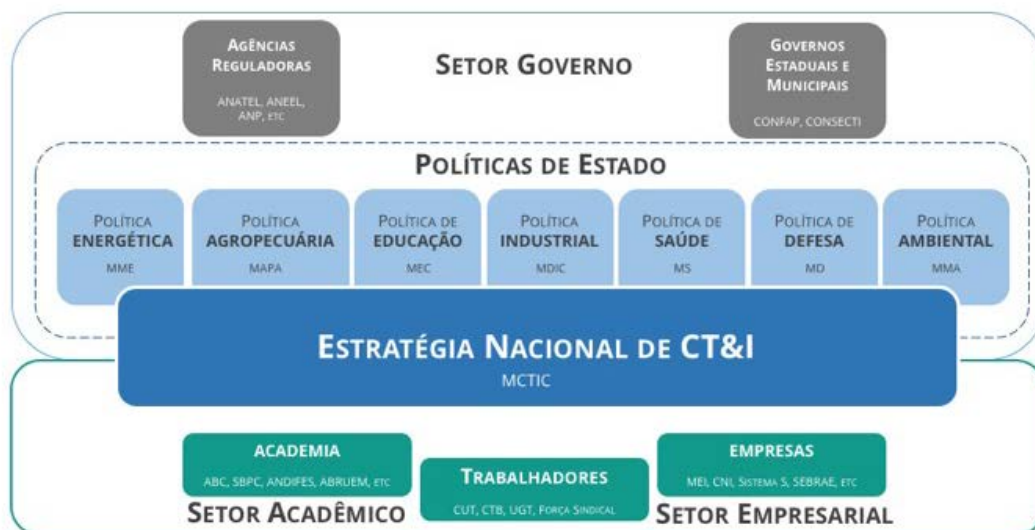 AGÊNCIAS
REGULADORAS
ANATEL, ANEEL,
ANP, ETC
SETOR GOVERNO
GOVERNOS
ESTADUAIS E
MUNICIPAIS
CONFAP, CONSECTI
POLÍTICAS DE ESTADO
POLÍTICA
ENERGÉTICA
MME
POLÍTICA
AGROPECUÁRIA
MAPA
POLÍTICA DE
EDUCAÇÃO
MEC
POLÍTICA
INDUSTRIAL
MDIC
POLÍTICA DE
SAÚDE
MS
POLÍTICA DE
DEFESA
MD
POLÍTICA
AMBIENTAL
MMA
ESTRATÉGIA NACIONAL DE CT&I
MCTIC
ACADEMIA
ABC, SBPC, ANDIFES, ABRUEM, ETC
SETOR ACADÊMICO
TRABALHADORES
CUT, CTB, UGT, FORÇA SINDICAL
EMPRESAS
MEI, CNI, SISTEMA S, SEBRAE, ETC
SETOR EMPRESARIAL